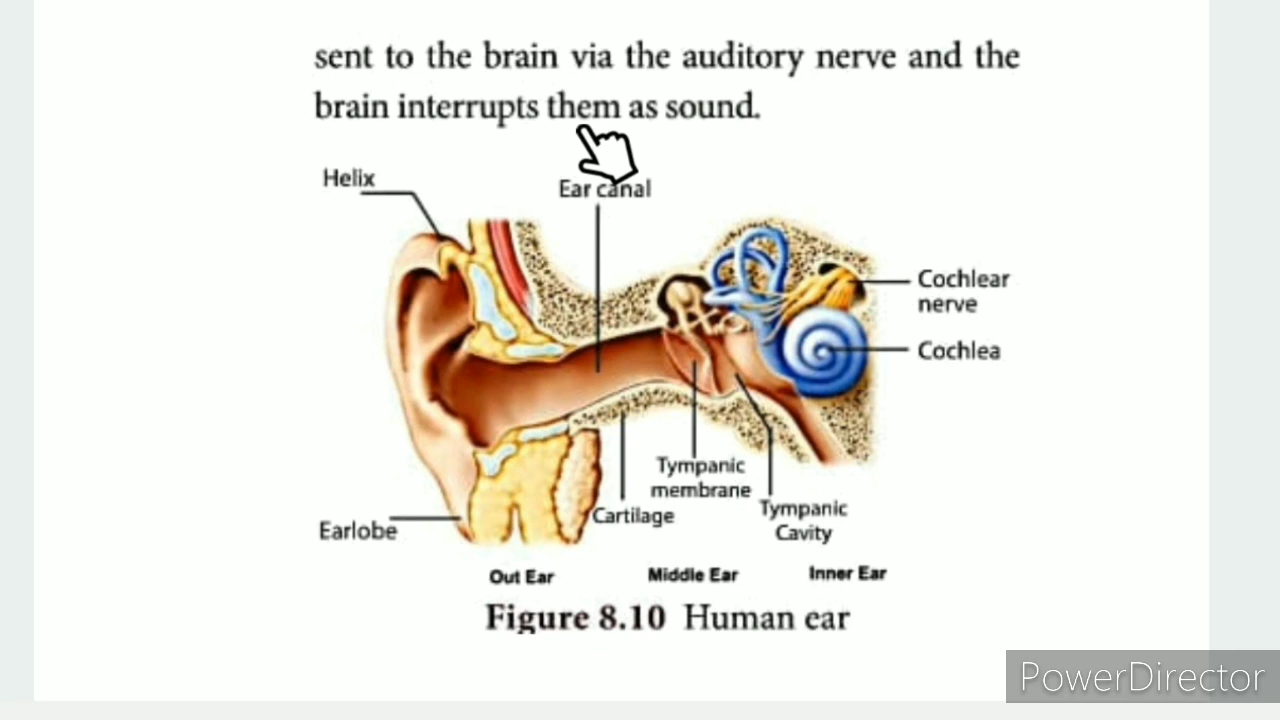 sent to the brain via the auditory nerve and the
brain interrupts them as sound.
Helix
Ear canal
Cochlear
nerve
Cochlea
Tympanic
membrane
Cartilage
Tympanic
Cavity
Earlobe
Out Ear
Middle Ear
Inner Ear
Figure 8.10 Human ear
PowerDirector